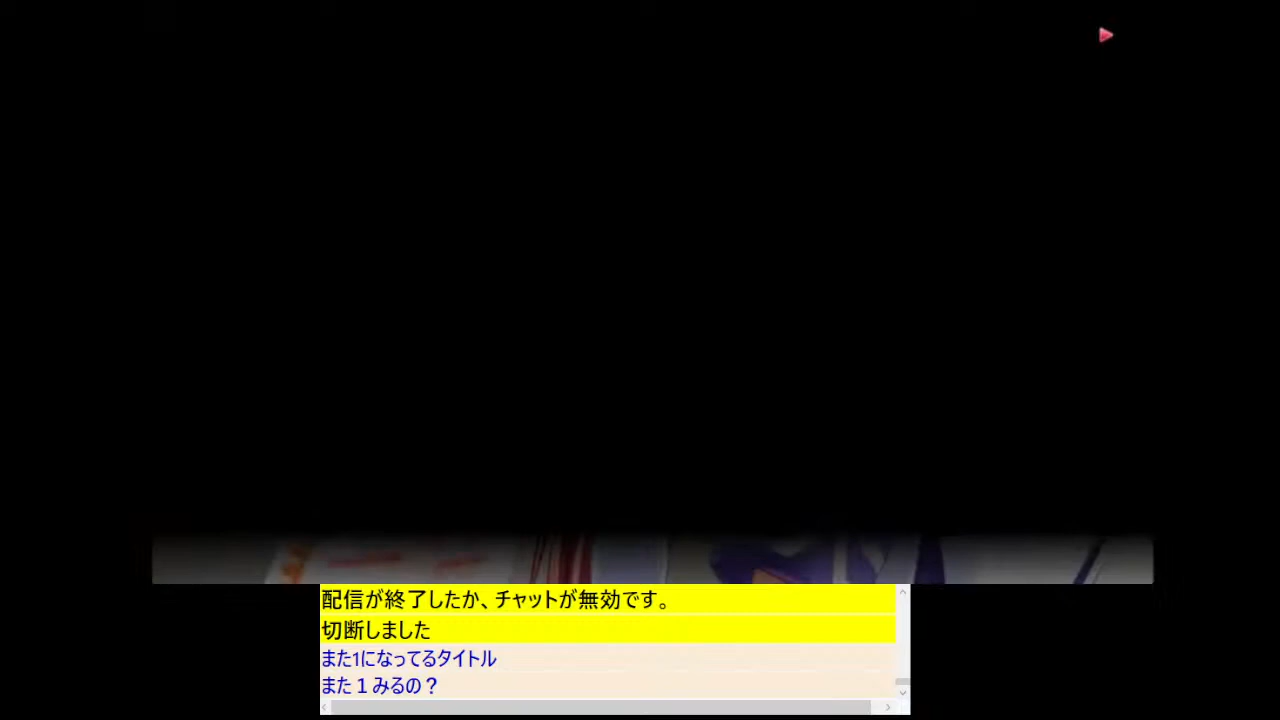 配信が終了したか、チャットが無効です。
切断しました
また1になってるタイトル
また１みるの？